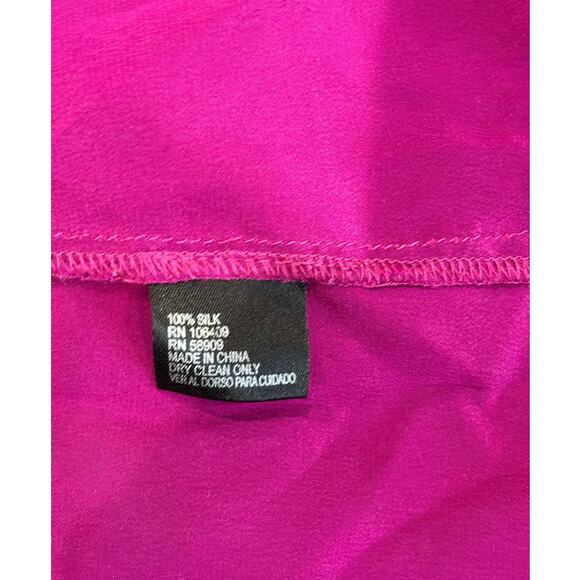 100% SILK
RN 106409
RN 58909
MADE IN CHINA
DRY CLEAN ONLY
VER AL DORSO PARA CUIDADO